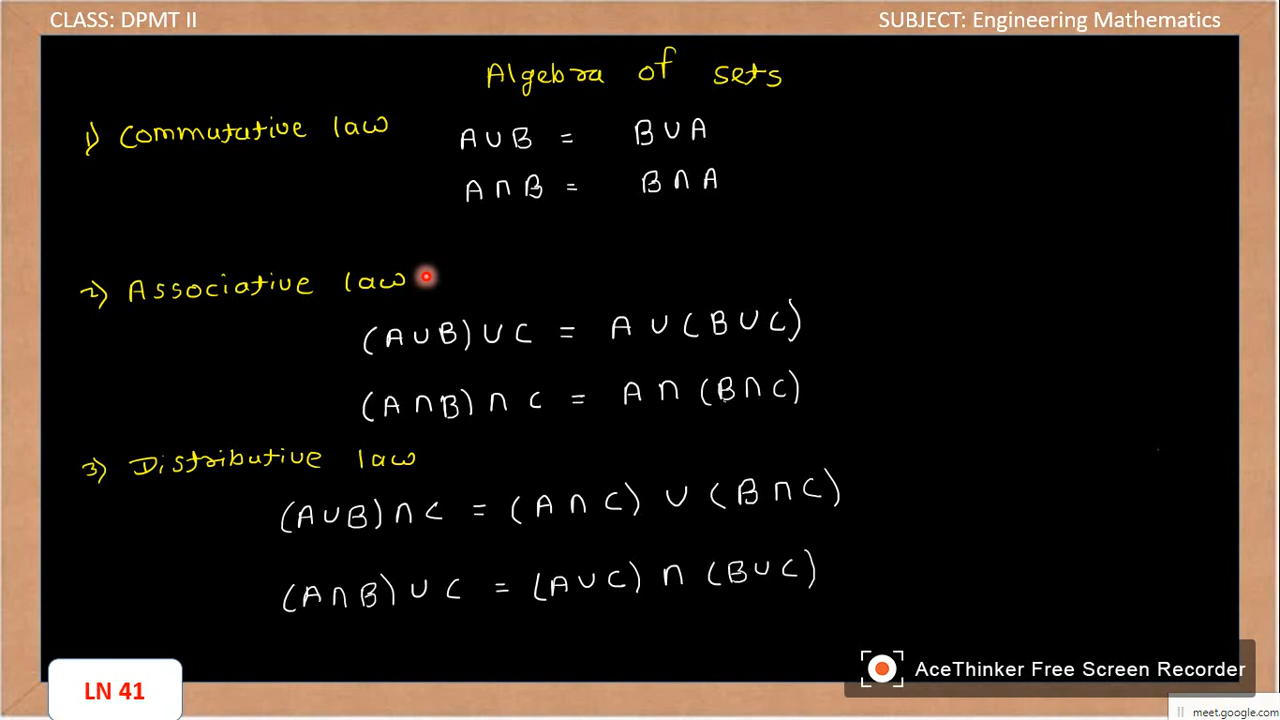 CLASS: DPMT II SUBJECT: Engineering Mathematics
Algebra of sets
1) Commutative law A∪B = B∪A
A∩B = B∩A
2) Associative law
(A∪B)∪C = A∪(B∪C)
(A∩B)∩C = A∩(B∩C)
3) Distributive law
(A∪B)∩C = (A∩C)∪(B∩C)
(A∩B)∪C = (A∪C)∩(B∪C)
AceThinker Free Screen Recorder
LN 41
meet.google.com